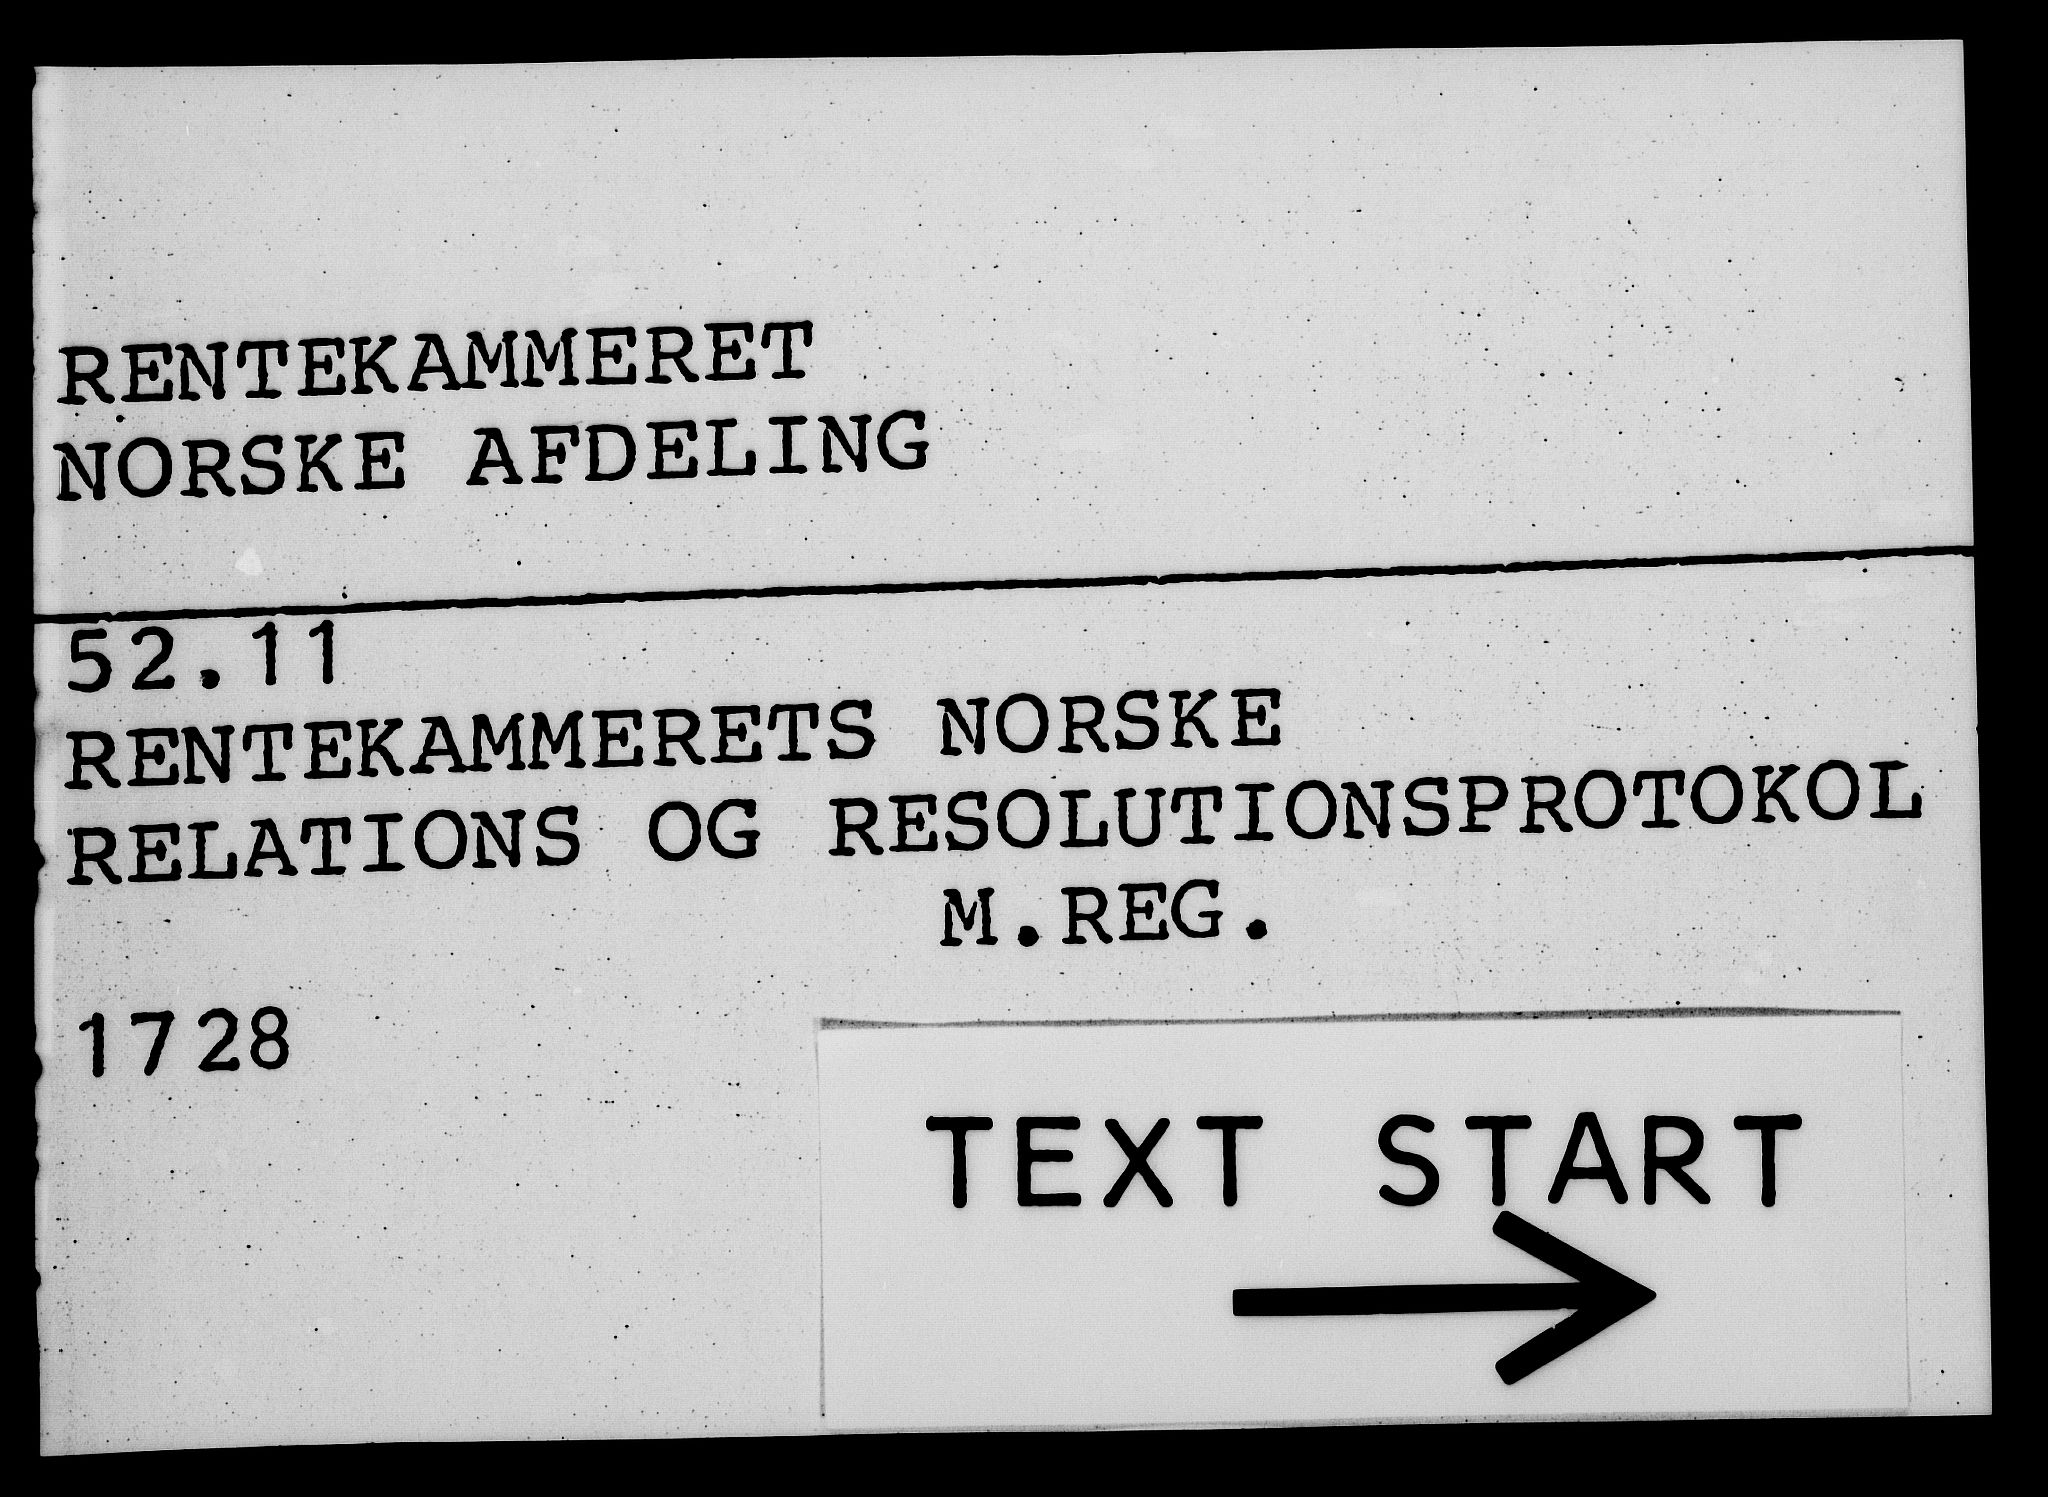 RENTEKAMMERET
NORSKE AFDELING
52.11
RENTEKAMMERETS NORSKE
RELATIONS OG RESOLUTIONSPROTOKOL
M.REG.
1728
TEXT START